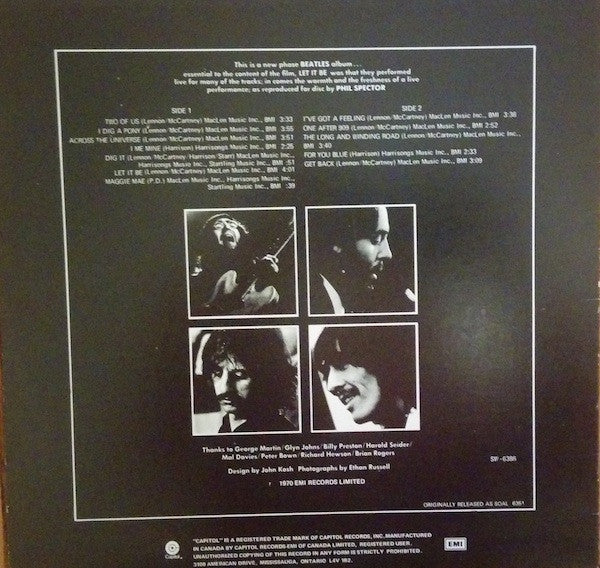 This is a new phase BEATLES album . . .
essential to the content of the film, LET IT BE was that they performed
live for many of the tracks; in comes the warmth and the freshness of a live
performance; as reproduced for disc by PHIL SPECTOR
SIDE 1
TWO OF US (Lennon/McCartney) MacLen Music Inc., BMI 3:33
I DIG A PONY (Lennon/McCartney) MacLen Music Inc., BMI 3:55
ACROSS THE UNIVERSE (Lennon/McCartney) MacLen Music Inc., BMI 3:51
I ME MINE (Harrison) Harrisongs Music Inc., BMI 2:25
DIG IT (Lennon/McCartney/Harrison/Starr) MacLen Music Inc.,
Harrisongs Music Inc., Startling Music Inc., BMI :51
LET IT BE (Lennon/McCartney) MacLen Music Inc., BMI 4:01
MAGGIE MAE (P.D.) MacLen Music Inc., Harrisongs Music Inc.,
Startling Music Inc., BMI :39
SIDE 2
I'VE GOT A FEELING (Lennon/McCartney) MacLen Music Inc., BMI 3:38
ONE AFTER 909 (Lennon/McCartney) MacLen Music Inc., BMI 2:52
THE LONG AND BINDING ROAD (Lennon/McCartney) MacLen Music Inc.,
BMI 3:40
FOR YOU BLUE (Harrison) Harrisongs Music Inc., BMI 2:33
GET BACK (Lennon/McCartney) MacLen Music Inc., BMI 3:09
Thanks to George Martin/Glyn Johns/Billy Preston/Harold Seider/
Mal Davies/Peter Bown/Richard Hewson/Brian Rogers
Design by John Kosh Photographs by Ethan Russell
1970 EMI RECORDS LIMITED
SW-6386
ORIGINALLY RELEASED AS SOAL 6351
Capitol
"CAPITOL" IS A REGISTERED TRADE MARK OF CAPITOL RECORDS, INC. MANUFACTURED
IN CANADA BY CAPITOL RECORDS-EMI OF CANADA LIMITED, REGISTERED USER.
UNAUTHORIZED COPYING OF THIS RECORD IN ANY FORM IS STRICTLY PROHIBITED.
3109 AMERICAN DRIVE, MISSISSAUGA, ONTARIO L4V 1B2.
EMI